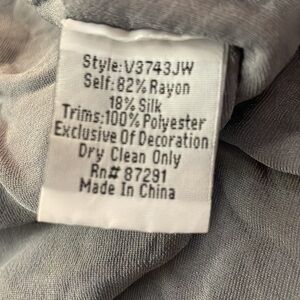 Style:V3743JW
Self:82% Rayon
18% Silk
Trims:100% Polyester
Exclusive Of Decoration
Dry Clean Only
Rn# 87291
Made In China